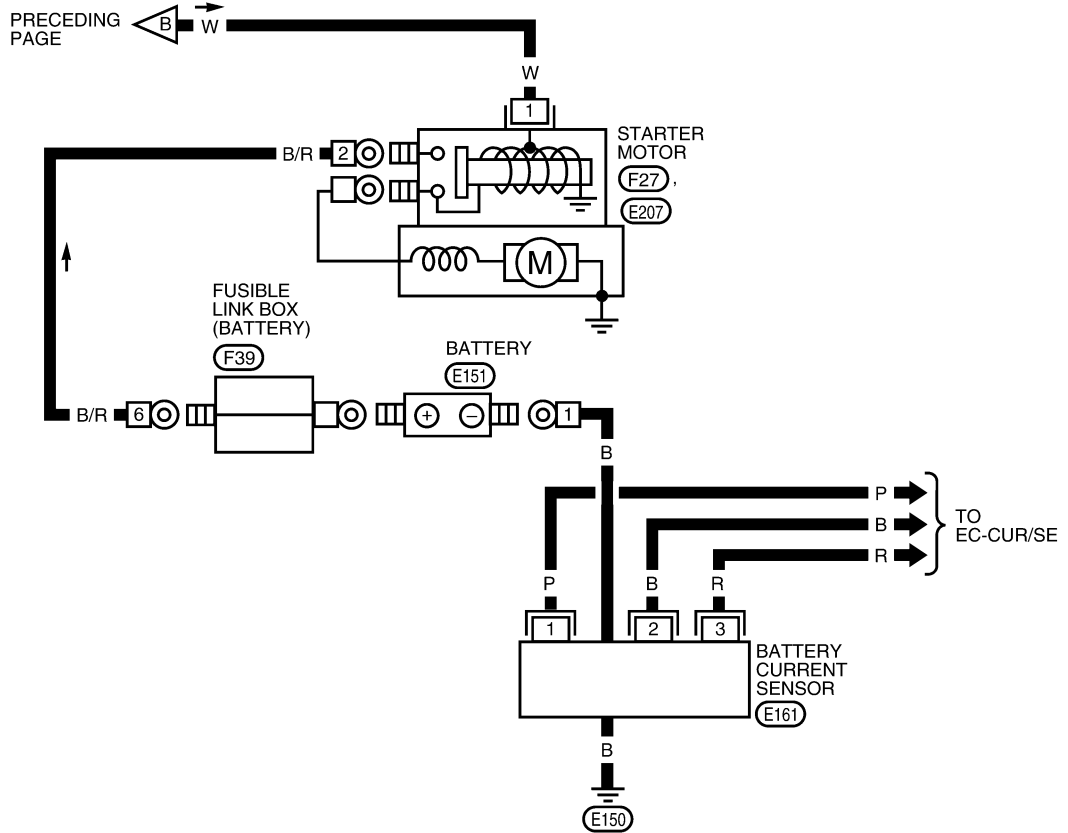 PRECEDING
PAGE
B
W
W
1
STARTER
MOTOR
F27 ,
E207
B/R
2
M
FUSIBLE
LINK BOX
(BATTERY)
F39
BATTERY
E151
B/R
6
+
−
1
B
P
B
R
TO
EC-CUR/SE
P
B
R
1
2
3
BATTERY
CURRENT
SENSOR
E161
B
E150